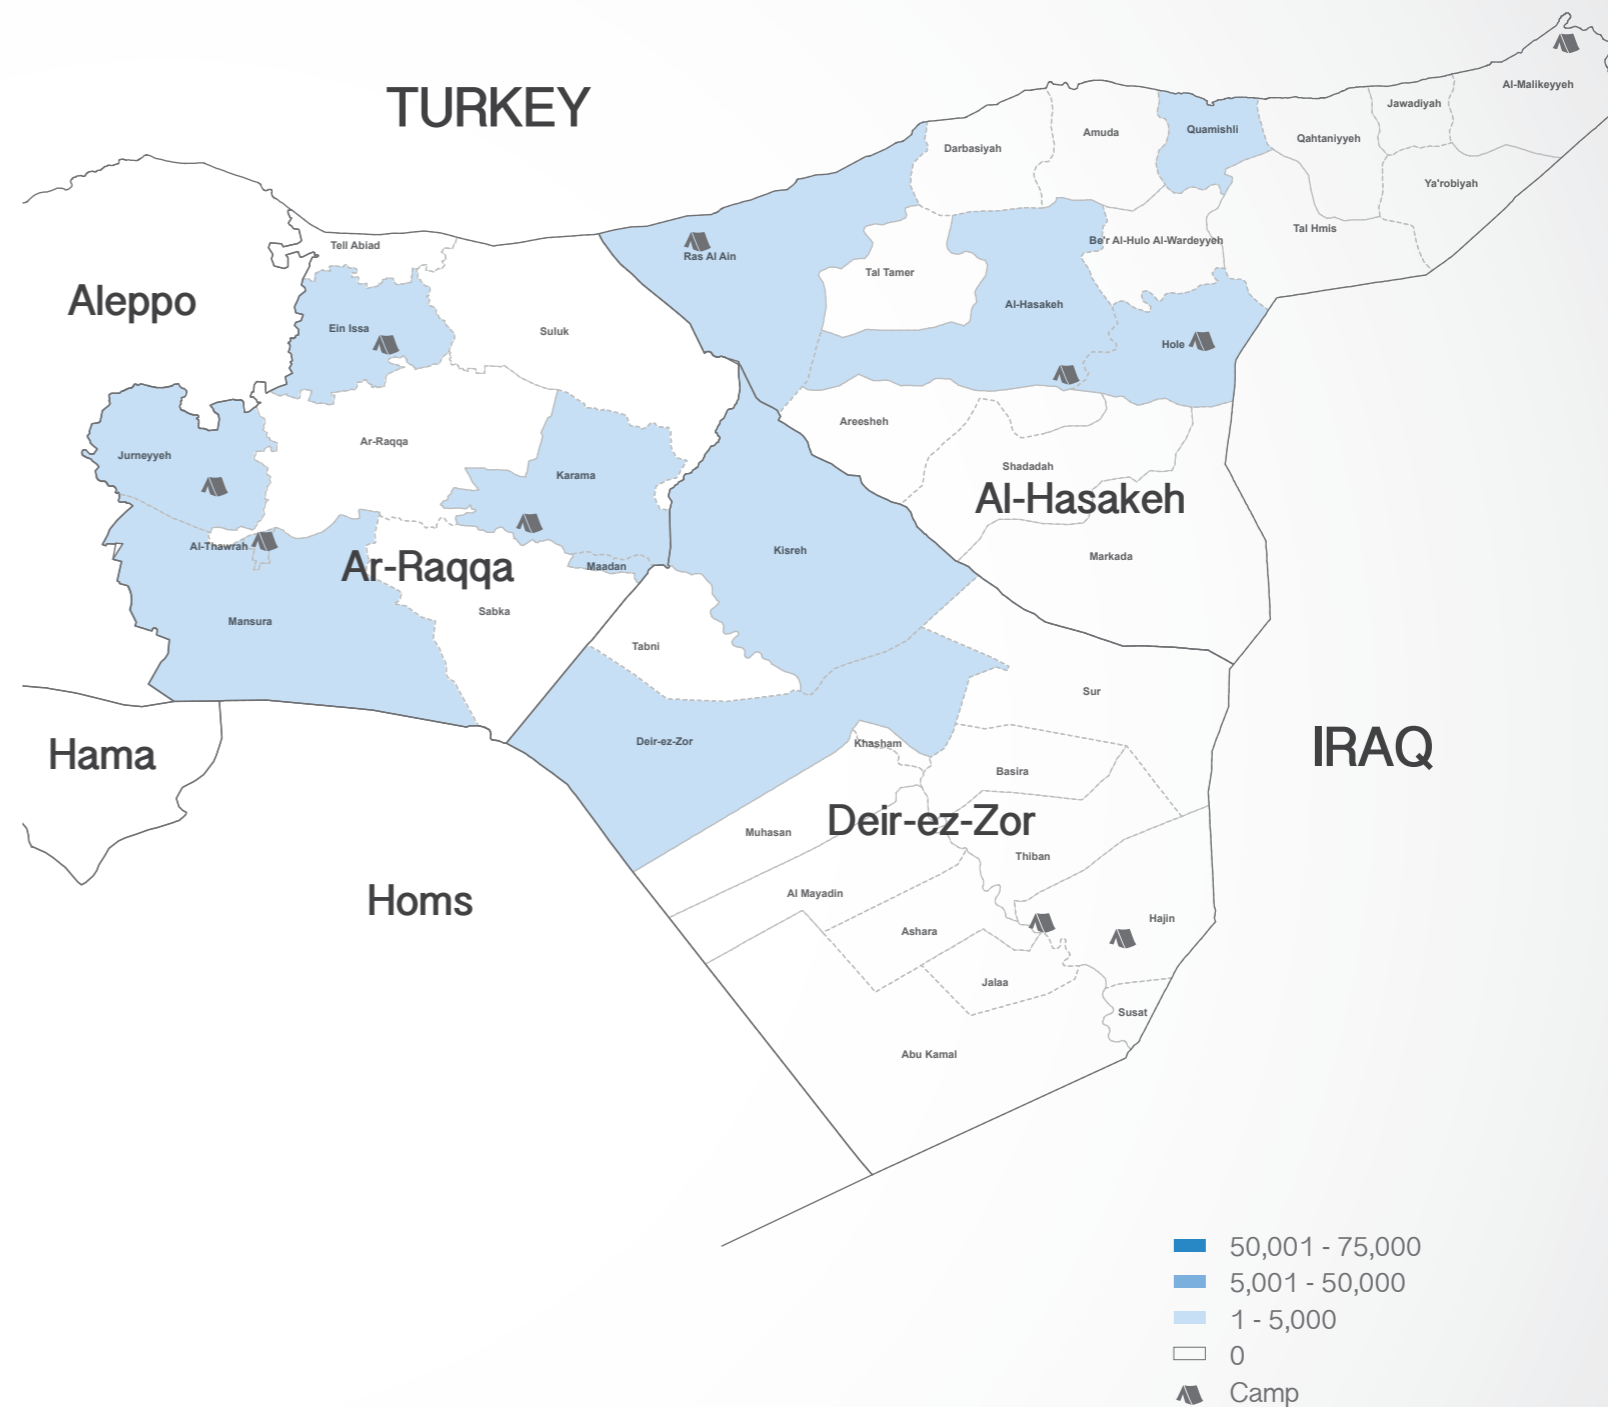 TURKEY
Al-Malikeyyeh
Jawadiyah
Quamishli
Amuda
Qahtaniyyeh
Darbasiyah
Ya'robiyah
Tal Hmis
Be'r Al-Hulo Al-Wardeyyeh
Tell Abiad
Ras Al Ain
Tal Tamer
Aleppo
Al-Hasakeh
Ein Issa
Suluk
Hole
Areesheh
Ar-Raqqa
Jurneyyeh
Shadadah
Karama
Al-Hasakeh
Al-Thawrah
Kisreh
Markada
Ar-Raqqa
Maadan
Sabka
Mansura
Tabni
Sur
Deir-ez-Zor
Khasham
IRAQ
Hama
Basira
Deir-ez-Zor
Muhasan
Thiban
Al Mayadin
Homs
Hajin
Ashara
Jalaa
Susat
Abu Kamal
50,001 - 75,000
5,001 - 50,000
1 - 5,000
0
Camp